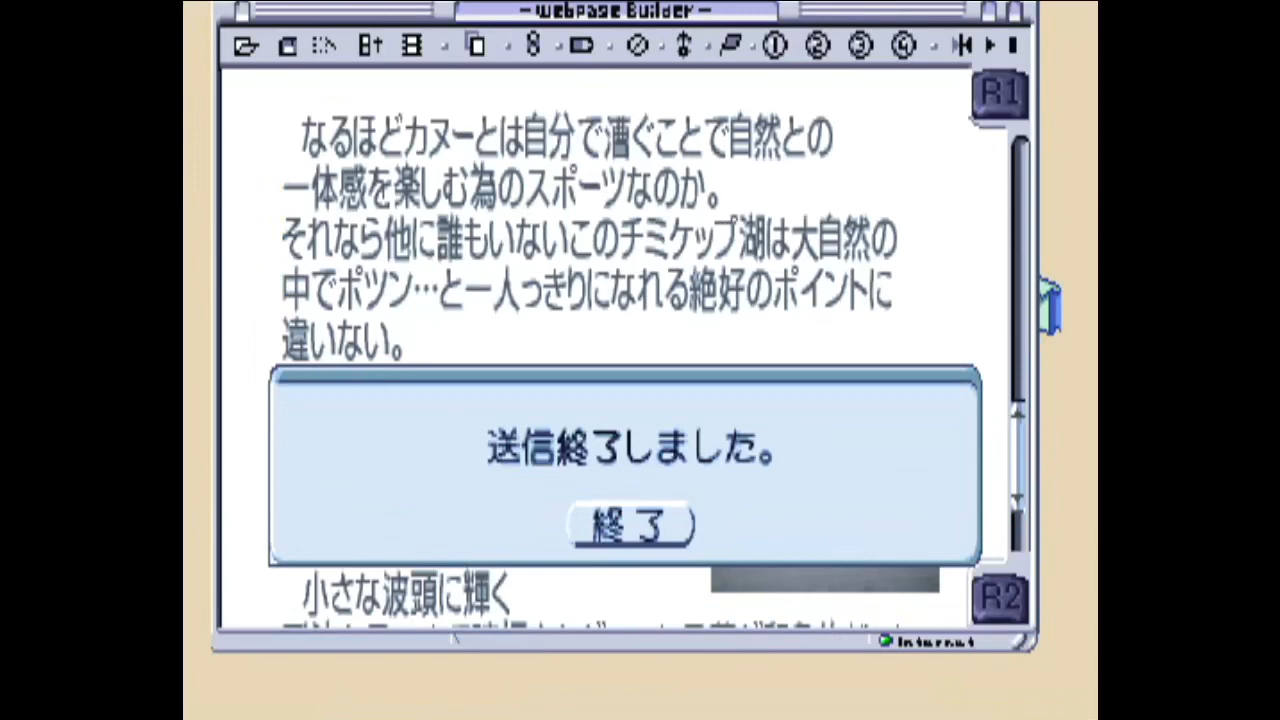 — Webpage Builder —
① ② ③ ④
R1
なるほどカヌーとは自分で漕ぐことで自然との
一体感を楽しむ為のスポーツなのか。
それなら他に誰もいないこのチミケップ湖は大自然の
中でポツン…と一人っきりになれる絶好のポイントに
違いない。
送信終了しました。
終了
小さな波頭に輝く
R2
Internet